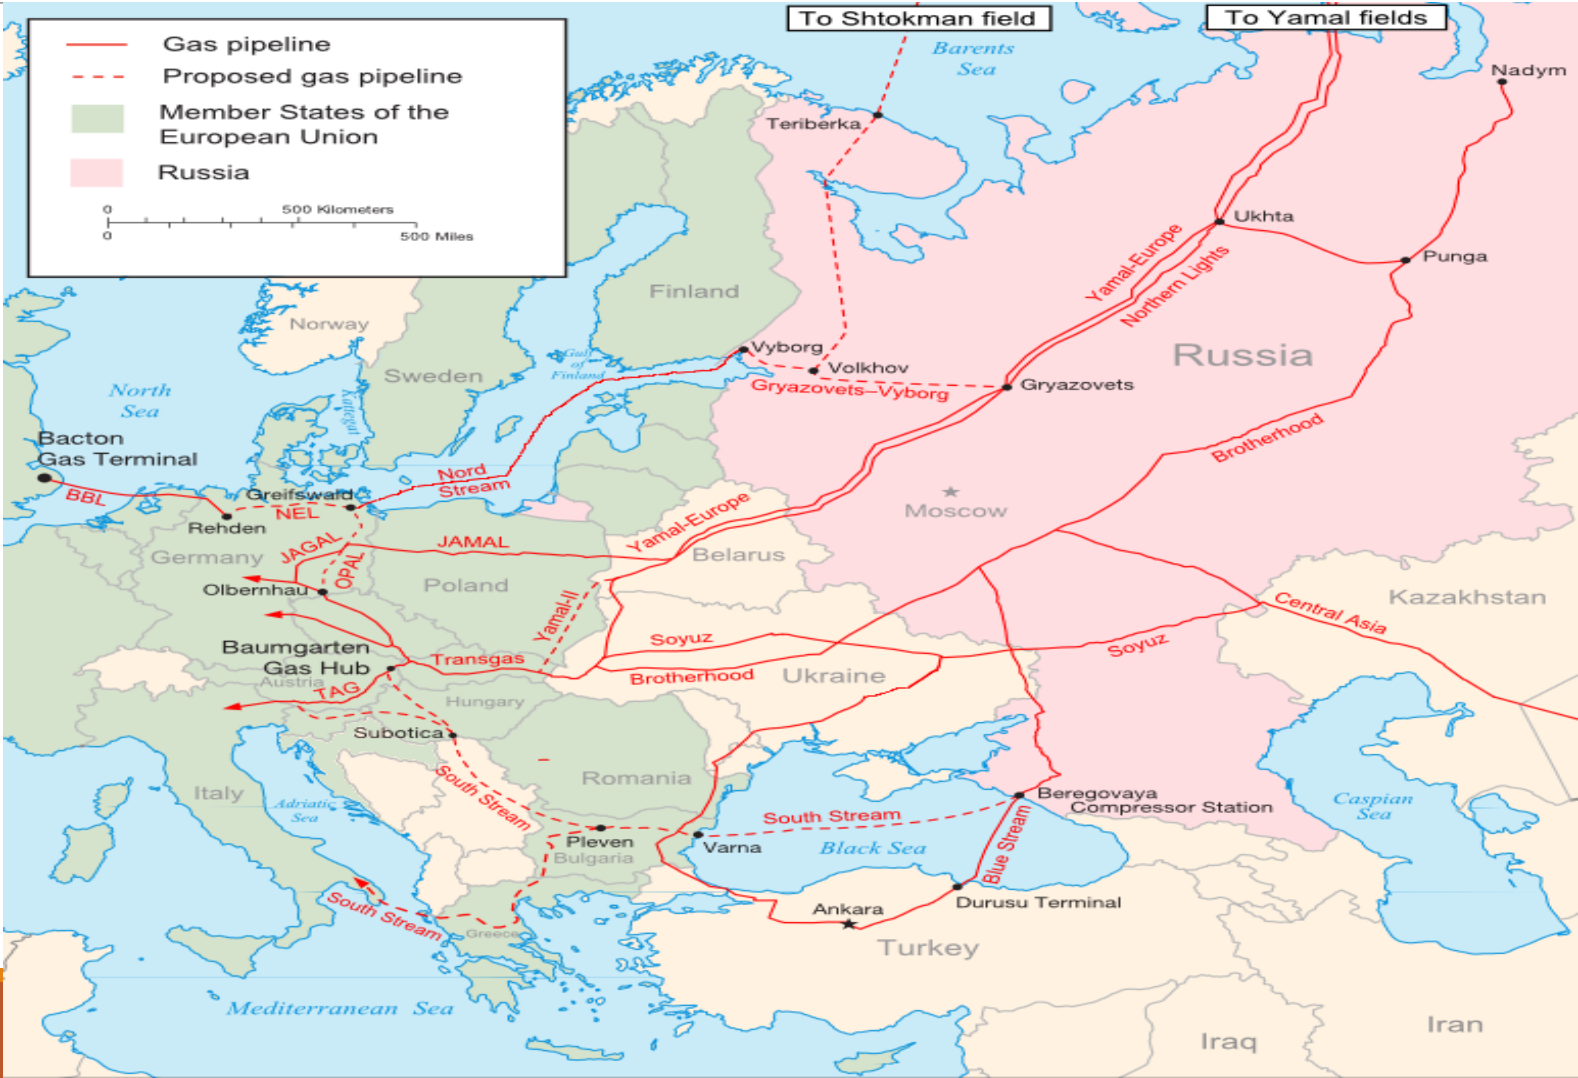 To Shtokman field
To Yamal fields
Gas pipeline
Proposed gas pipeline
Member States of the
European Union
Russia
0
500 Kilometers
0
500 Miles
Barents
Sea
Nadym
Teriberka
Ukhta
Punga
Yamal-Europe
Northern Lights
Finland
Norway
Sweden
Gulf
of
Finland
Vyborg
Volkhov
Gryazovets–Vyborg
Gryazovets
Russia
North
Sea
Kattegat
Bacton
Gas Terminal
BBL
Greifswald
NEL
Rehden
Nord
Stream
Brotherhood
Moscow
Yamal-Europe
Belarus
Germany
JAGAL
JAMAL
OPAL
Poland
Olbernhau
Yamal-II
Kazakhstan
Central Asia
Soyuz
Soyuz
Baumgarten
Gas Hub
Transgas
Brotherhood
Ukraine
Austria
TAG
Hungary
Subotica
South Stream
Romania
Italy
Adriatic
Sea
Beregovaya
Compressor Station
South Stream
Blue Stream
Caspian
Sea
Pleven
Bulgaria
Varna
Black Sea
South Stream
Greece
Ankara
Durusu Terminal
Turkey
Mediterranean Sea
Iraq
Iran